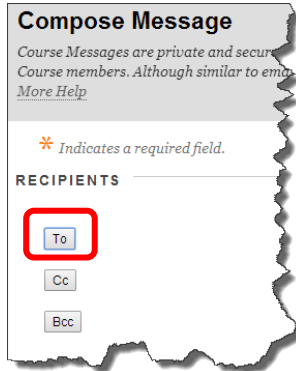 Compose Message
Course Messages are private and secur
Course members. Although similar to ema
More Help
* Indicates a required field.
RECIPIENTS
To
Cc
Bcc